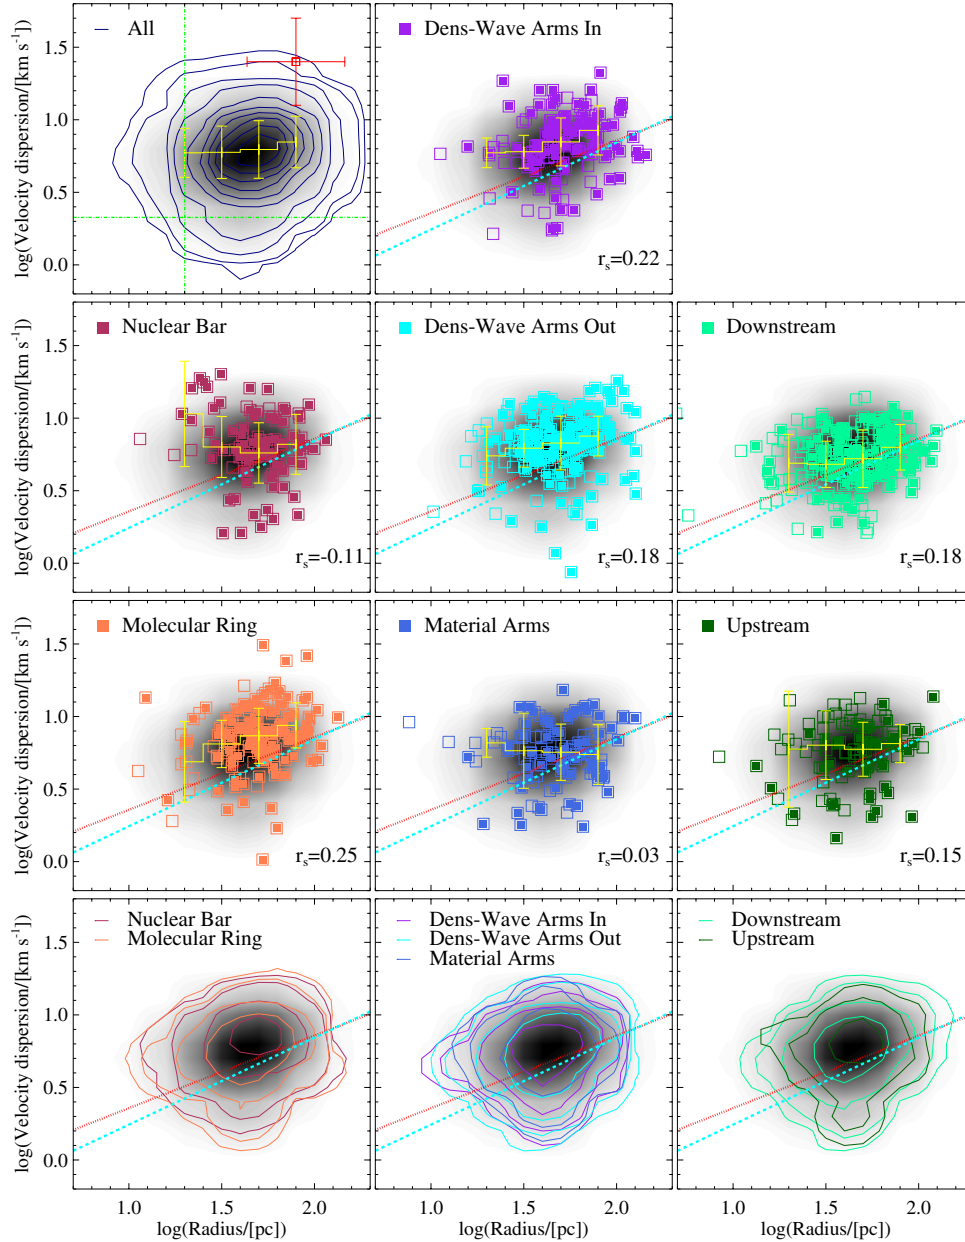 All
Dens-Wave Arms In
log(Velocity dispersion/[km s⁻¹])
1.5
1.0
0.5
0.0
rₛ=0.22
Nuclear Bar
Dens-Wave Arms Out
Downstream
log(Velocity dispersion/[km s⁻¹])
1.5
1.0
0.5
0.0
rₛ=-0.11
rₛ=0.18
rₛ=0.18
Molecular Ring
Material Arms
Upstream
log(Velocity dispersion/[km s⁻¹])
1.5
1.0
0.5
0.0
rₛ=0.25
rₛ=0.03
rₛ=0.15
Nuclear Bar
Molecular Ring
Dens-Wave Arms In
Dens-Wave Arms Out
Material Arms
Downstream
Upstream
log(Velocity dispersion/[km s⁻¹])
1.5
1.0
0.5
0.0
1.0 1.5 2.0
1.0 1.5 2.0
1.0 1.5 2.0
log(Radius/[pc])
log(Radius/[pc])
log(Radius/[pc])